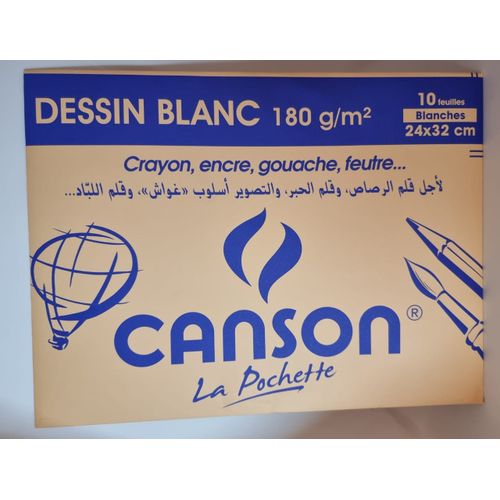 DESSIN BLANC 180 g/m²
10 feuilles
Blanches
24x32 cm
Crayon, encre, gouache, feutre...
لأجل قلم الرصاص، وقلم الحبر، والتصوير أسلوب «غواش»، وقلم اللبّاد...
CANSON®
La Pochette